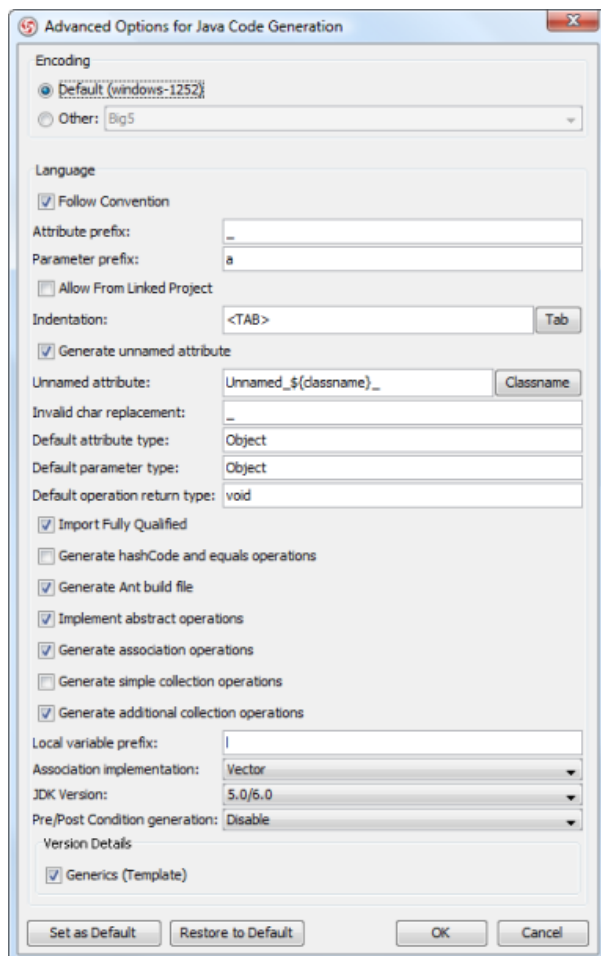 Advanced Options for Java Code Generation
Encoding
Default (windows-1252)
Other: Big5
Language
Follow Convention
Attribute prefix: _
Parameter prefix: a
Allow From Linked Project
Indentation: <TAB> Tab
Generate unnamed attribute
Unnamed attribute: Unnamed_${classname}_ Classname
Invalid char replacement: _
Default attribute type: Object
Default parameter type: Object
Default operation return type: void
Import Fully Qualified
Generate hashCode and equals operations
Generate Ant build file
Implement abstract operations
Generate association operations
Generate simple collection operations
Generate additional collection operations
Local variable prefix: l
Association implementation: Vector
JDK Version: 5.0/6.0
Pre/Post Condition generation: Disable
Version Details
Generics (Template)
Set as Default Restore to Default OK Cancel